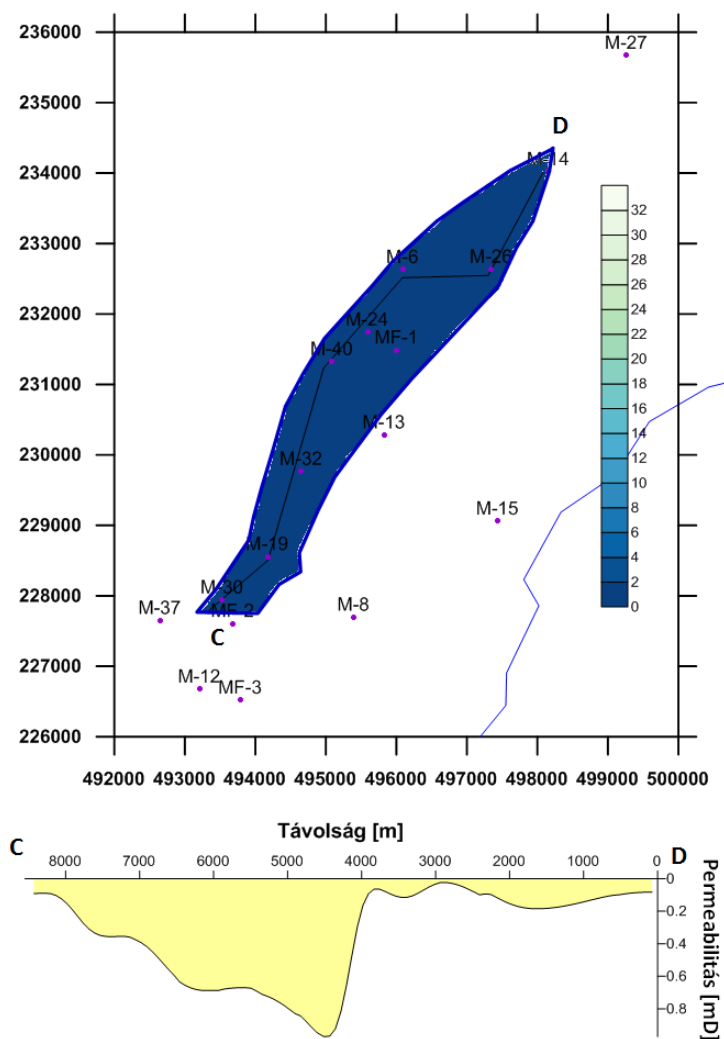 236000
M-27
235000
D
M-14
234000
32
30
233000
M-6
M-26
28
26
24
232000
M-24
22
MF-1
20
M-40
231000
18
16
M-13
14
230000
M-32
12
10
8
M-15
229000
6
M-19
4
2
M-30
228000
0
M-37
MF-2
M-8
C
227000
M-12
MF-3
226000
492000 493000 494000 495000 496000 497000 498000 499000 500000
Távolság [m]
C
D
8000 7000 6000 5000 4000 3000 2000 1000 0
0
0.2
0.4
0.6
0.8
Permeabilitás [mD]